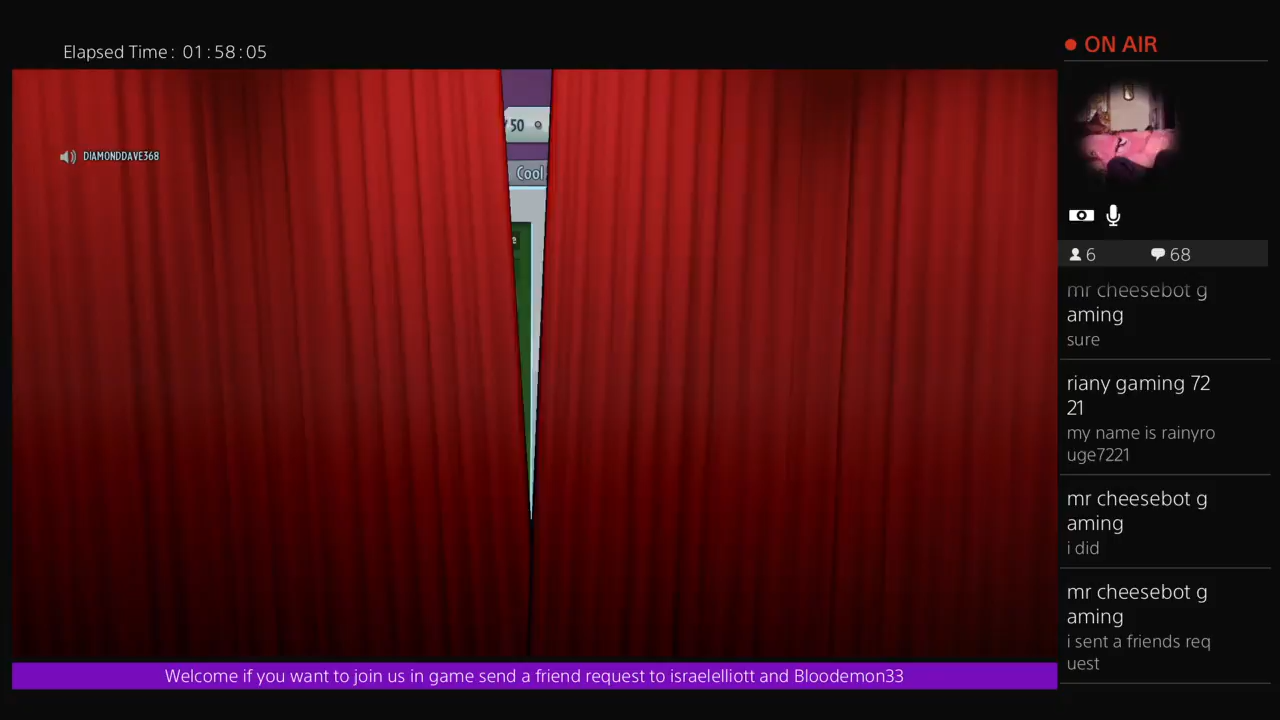 Elapsed Time: 01:58:05
ON AIR
DIAMONDDAVE368
/50
Cool
6 68
mr cheesebot g
aming
sure
riany gaming 72
21
my name is rainyro
uge7221
mr cheesebot g
aming
i did
mr cheesebot g
aming
i sent a friends req
uest
Welcome if you want to join us in game send a friend request to israelelliott and Bloodemon33